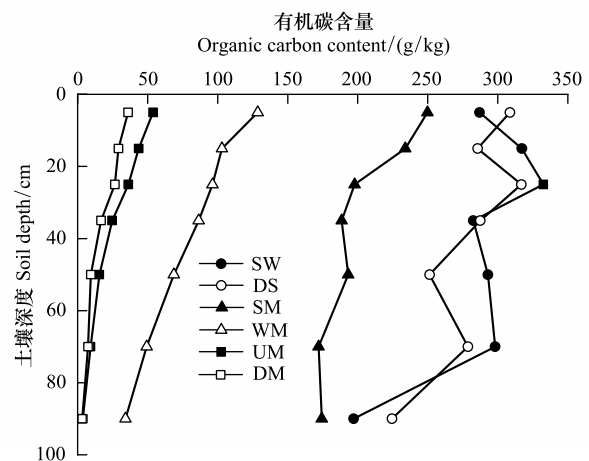 有机碳含量
Organic carbon content/(g/kg)
0 50 100 150 200 250 300 350
0
20
40
60
80
100
土壤深度 Soil depth/cm
SW
DS
SM
WM
UM
DM